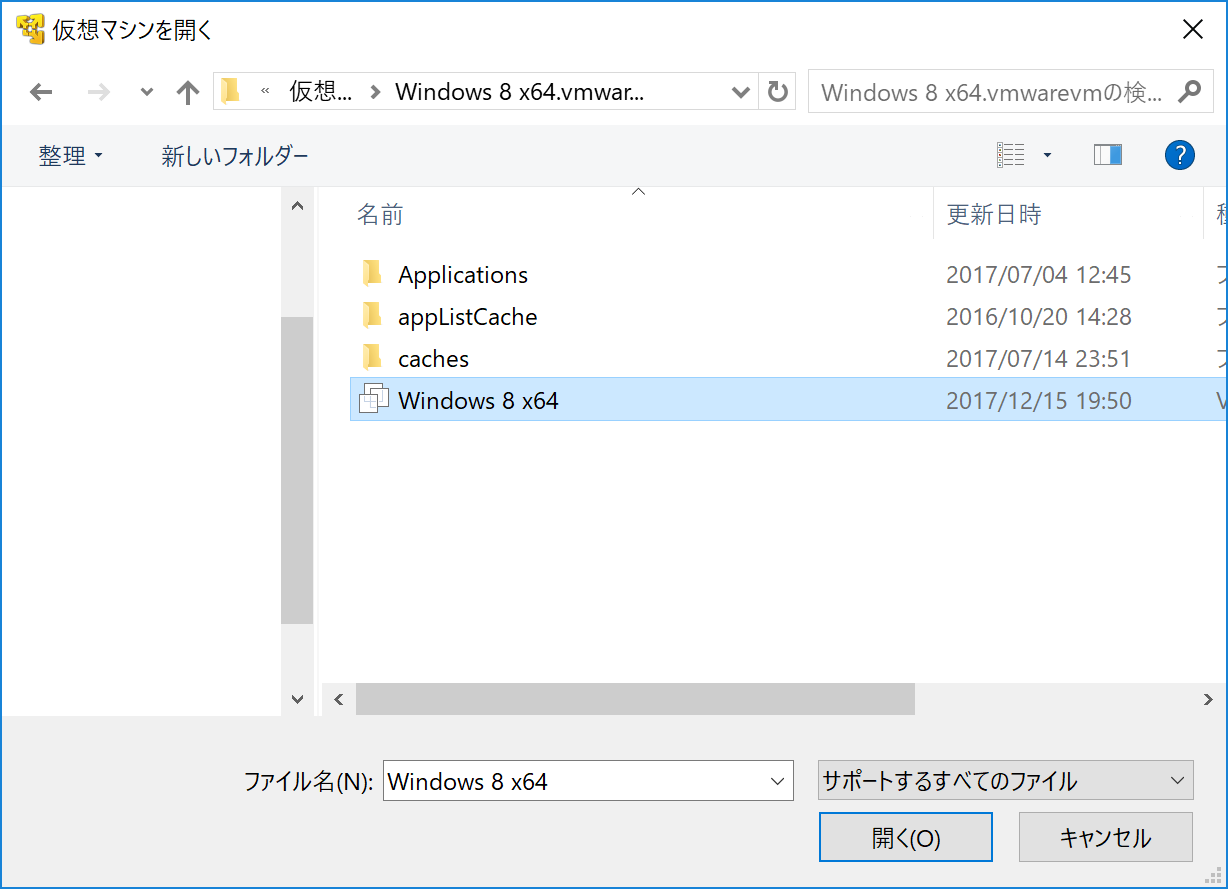 仮想マシンを開く
« 仮想... > Windows 8 x64.vmwar...
Windows 8 x64.vmwarevmの検...
整理
新しいフォルダー
?
名前 更新日時
Applications 2017/07/04 12:45
appListCache 2016/10/20 14:28
caches 2017/07/14 23:51
Windows 8 x64 2017/12/15 19:50
ファイル名(N): Windows 8 x64
サポートするすべてのファイル
開く(O)
キャンセル